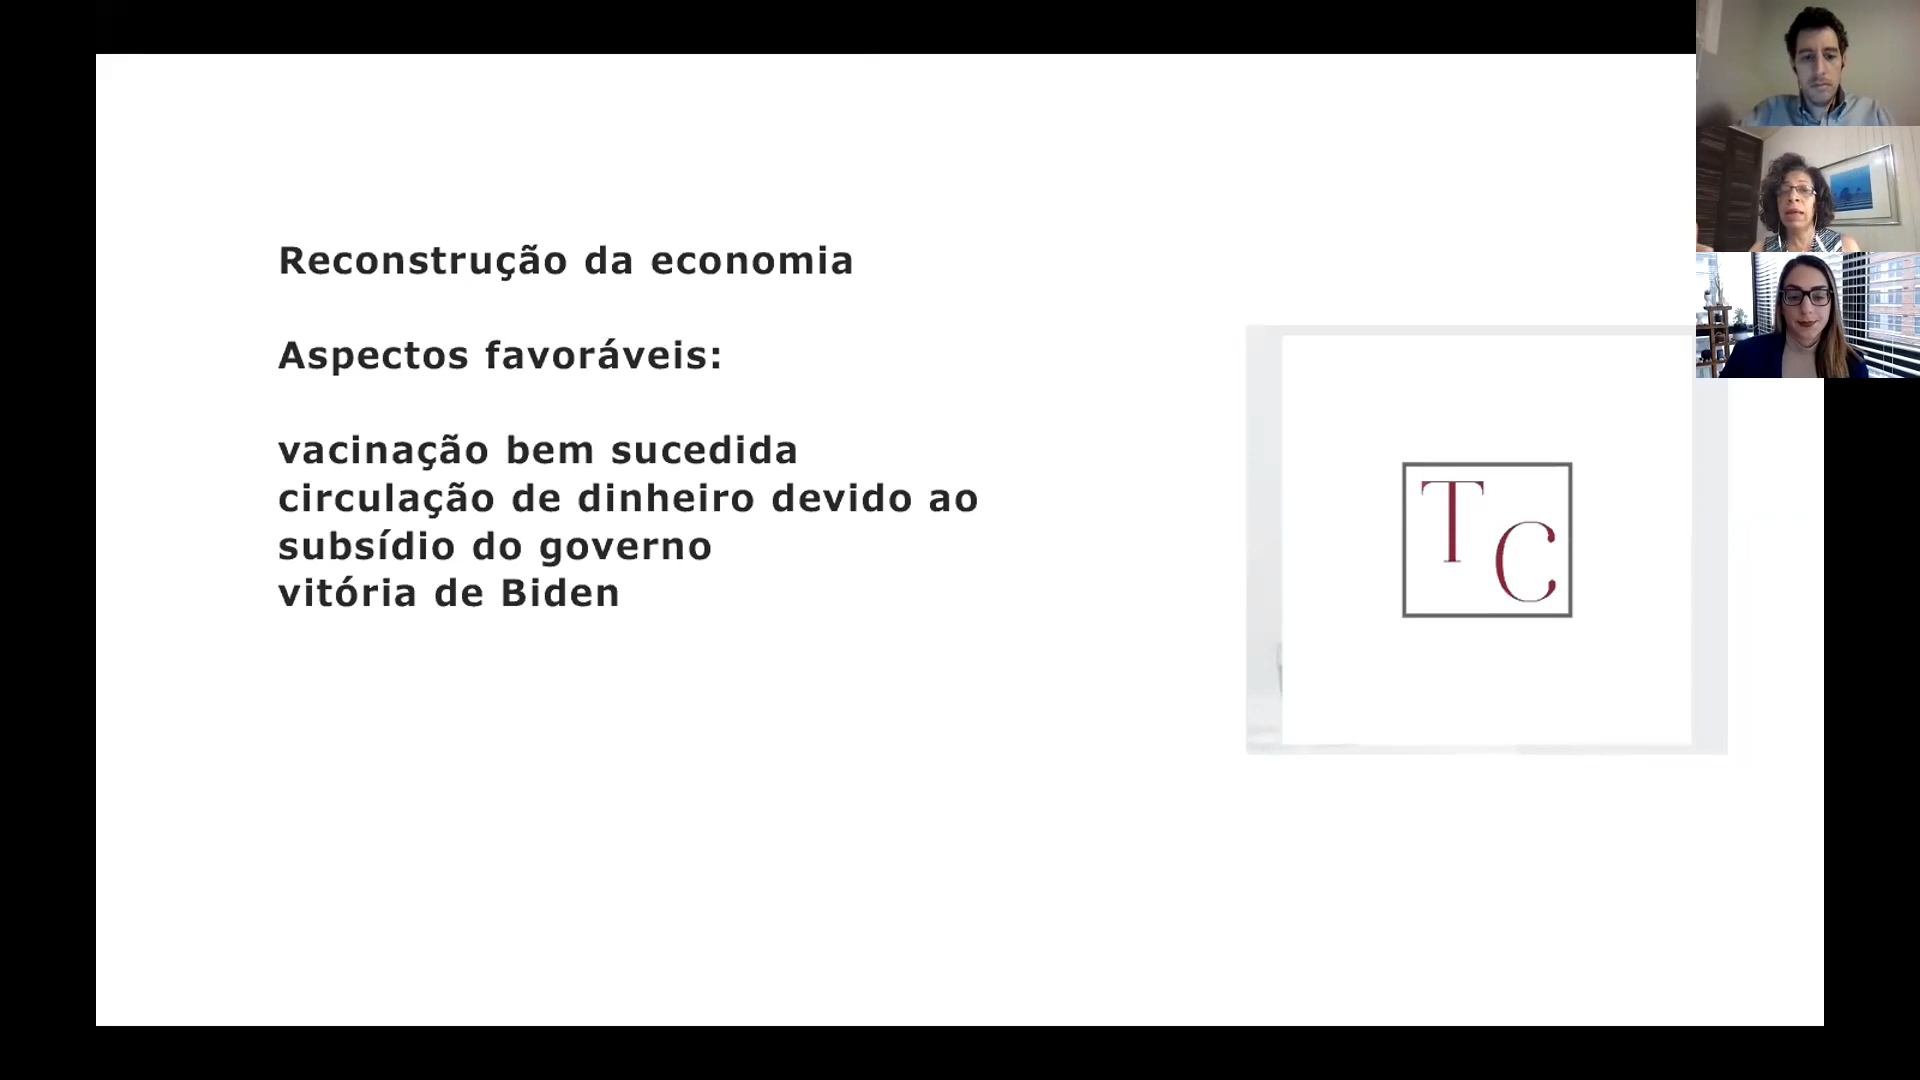 Reconstrução da economia
Aspectos favoráveis:
vacinação bem sucedida
circulação de dinheiro devido ao
subsídio do governo
vitória de Biden
T
C